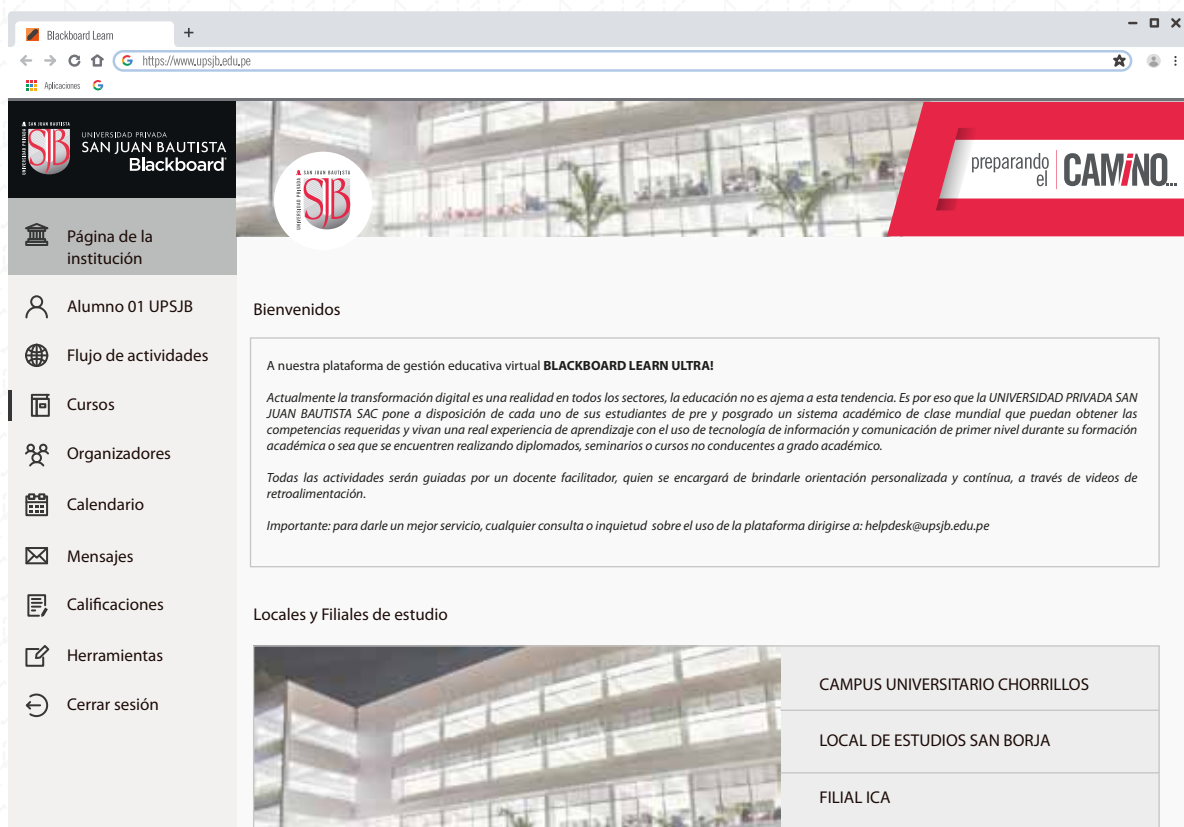 Blackboard Learn
https://www.upsjb.edu.pe
Aplicaciones
SAN JUAN BAUTISTA
UNIVERSIDAD PRIVADA
SJB
UNIVERSIDAD PRIVADA
SAN JUAN BAUTISTA
Blackboard
SAN JUAN BAUTISTA
UNIVERSIDAD PRIVADA
SJB
preparando
el
CAMiNO...
Página de la
institución
Alumno 01 UPSJB
Flujo de actividades
Cursos
Organizadores
Calendario
Mensajes
Calificaciones
Herramientas
Cerrar sesión
Bienvenidos
A nuestra plataforma de gestión educativa virtual BLACKBOARD LEARN ULTRA!
Actualmente la transformación digital es una realidad en todos los sectores, la educación no es ajema a esta tendencia. Es por eso que la UNIVERSIDAD PRIVADA SAN
JUAN BAUTISTA SAC pone a disposición de cada uno de sus estudiantes de pre y posgrado un sistema académico de clase mundial que puedan obtener las
competencias requeridas y vivan una real experiencia de aprendizaje con el uso de tecnología de información y comunicación de primer nivel durante su formación
académica o sea que se encuentren realizando diplomados, seminarios o cursos no conducentes a grado académico.
Todas las actividades serán guiadas por un docente facilitador, quien se encargará de brindarle orientación personalizada y contínua, a través de videos de
retroalimentación.
Importante: para darle un mejor servicio, cualquier consulta o inquietud sobre el uso de la plataforma dirigirse a: helpdesk@upsjb.edu.pe
Locales y Filiales de estudio
CAMPUS UNIVERSITARIO CHORRILLOS
LOCAL DE ESTUDIOS SAN BORJA
FILIAL ICA